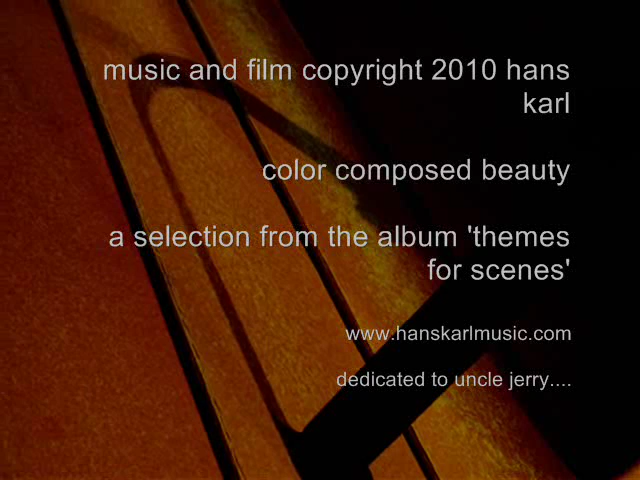 music and film copyright 2010 hans
karl
color composed beauty
a selection from the album 'themes
for scenes'
www.hanskarlmusic.com
dedicated to uncle jerry....